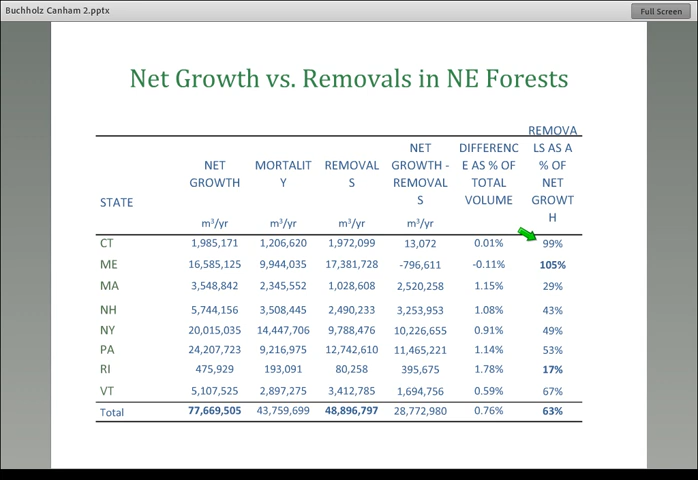 Buchholz Canham 2.pptx
Full Screen
Net Growth vs. Removals in NE Forests
STATE NET GROWTH MORTALITY REMOVALS NET GROWTH - REMOVALS DIFFERENCE AS % OF TOTAL VOLUME REMOVALS AS A % OF NET GROWTH
m³/yr m³/yr m³/yr m³/yr
CT 1,985,171 1,206,620 1,972,099 13,072 0.01% 99%
ME 16,585,125 9,944,035 17,381,728 -796,611 -0.11% 105%
MA 3,548,842 2,345,552 1,028,608 2,520,258 1.15% 29%
NH 5,744,156 3,508,445 2,490,233 3,253,953 1.08% 43%
NY 20,015,035 14,447,706 9,788,476 10,226,655 0.91% 49%
PA 24,207,723 9,216,975 12,742,610 11,465,221 1.14% 53%
RI 475,929 193,091 80,258 395,675 1.78% 17%
VT 5,107,525 2,897,275 3,412,785 1,694,756 0.59% 67%
Total 77,669,505 43,759,699 48,896,797 28,772,980 0.76% 63%